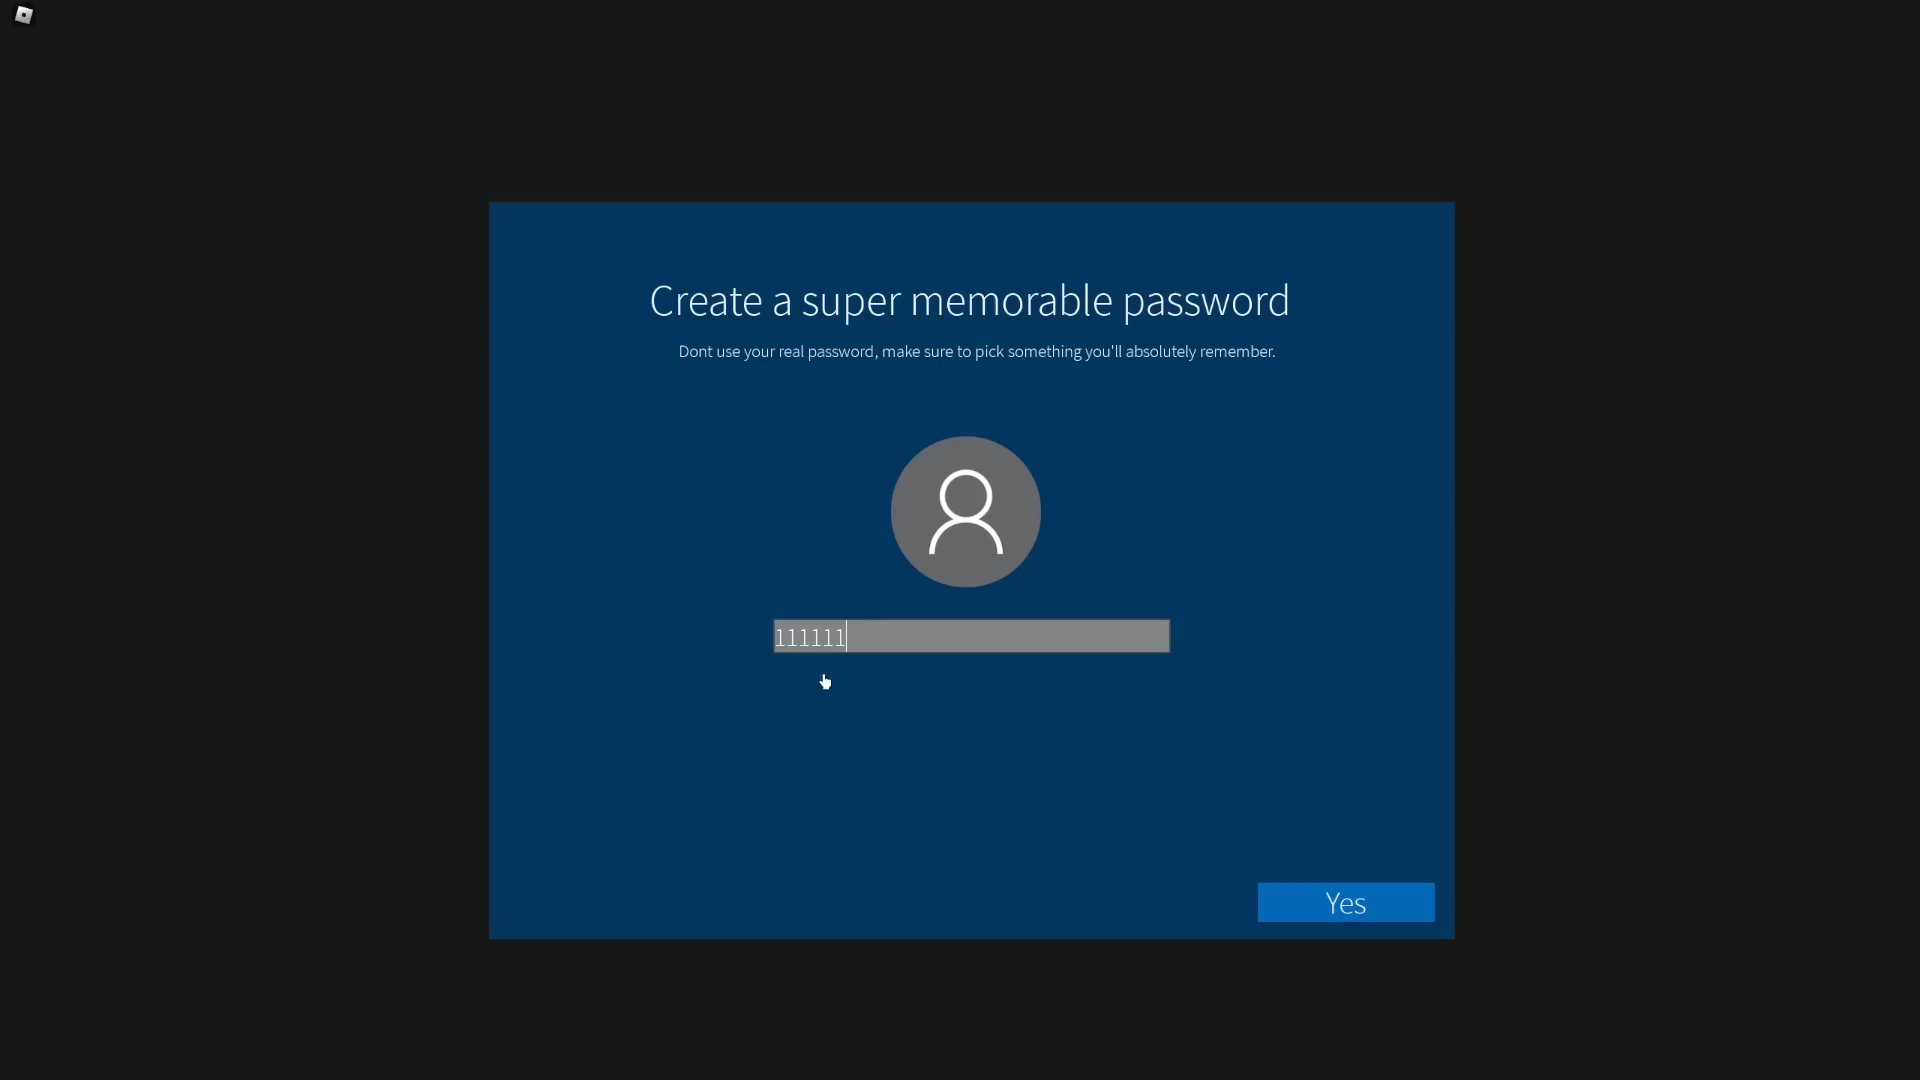 Create a super memorable password
Dont use your real password, make sure to pick something you'll absolutely remember.
111111
Yes